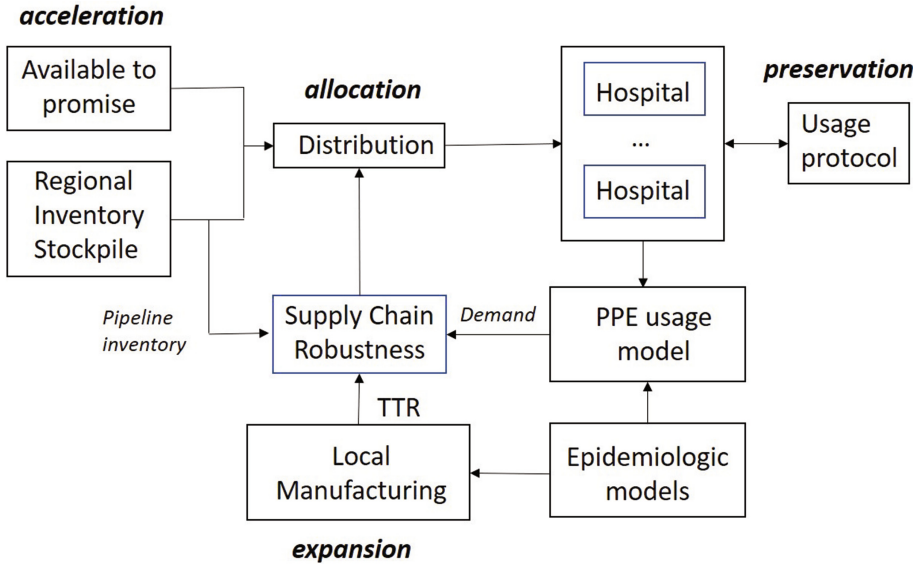 acceleration
Available to
promise
Regional
Inventory
Stockpile
Pipeline
inventory
allocation
Distribution
Supply Chain
Robustness
TTR
Local
Manufacturing
expansion
Hospital
...
Hospital
preservation
Usage
protocol
Demand
PPE usage
model
Epidemiologic
models